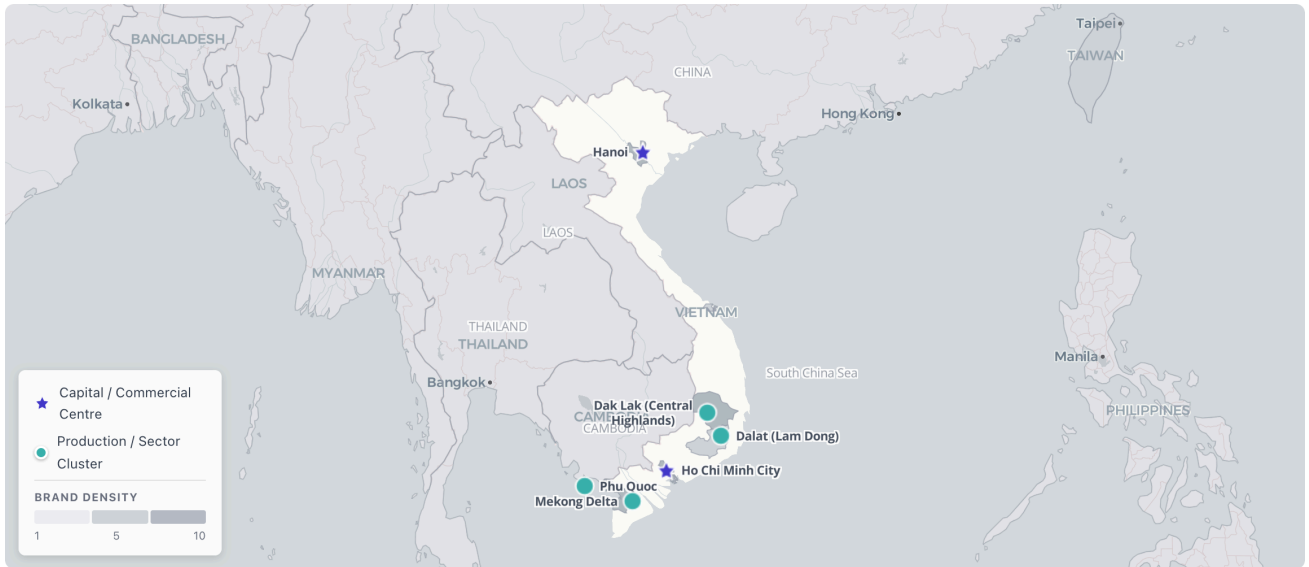 Taipei
BANGLADESH
TAIWAN
CHINA
Kolkata
Hong Kong
Hanoi
LAOS
LAOS
MYANMAR
VIETNAM
THAILAND
THAILAND
Manila
South China Sea
Bangkok
Dak Lak (Central
Highlands)
CAMBODIA
CAMBODIA
PHILIPPINES
Dalat (Lam Dong)
Ho Chi Minh City
Phu Quoc
Mekong Delta
Capital / Commercial
Centre
Production / Sector
Cluster
BRAND DENSITY
1 5 10